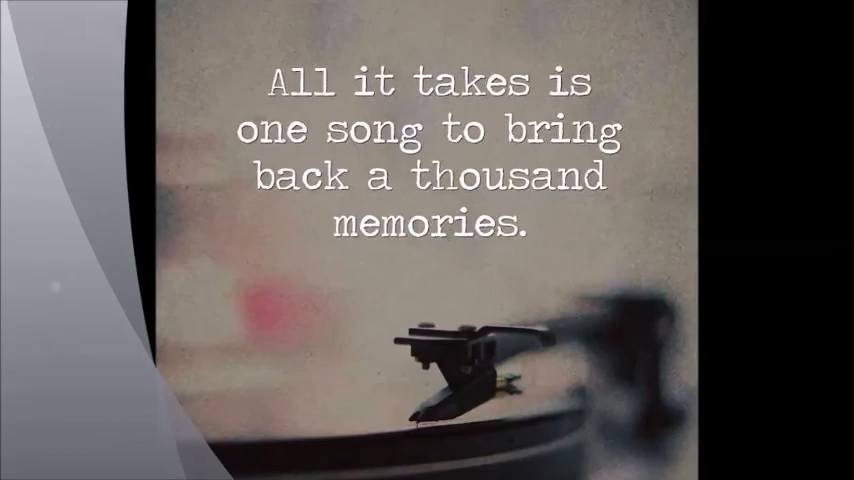 All it takes is
one song to bring
back a thousand
memories.